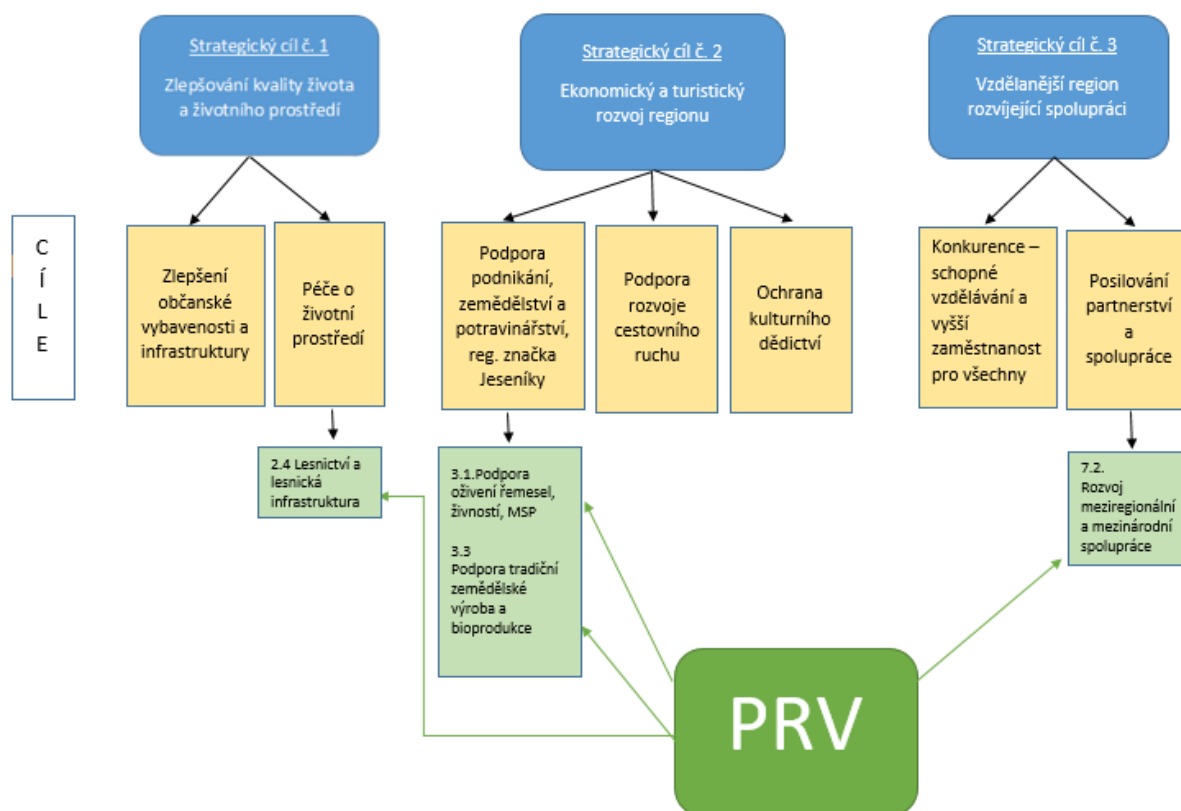 Strategický cíl č. 1
Zlepšování kvality života
a životního prostředí
Strategický cíl č. 2
Ekonomický a turistický
rozvoj regionu
Strategický cíl č. 3
Vzdělanější region
rozvíjející spolupráci
C
Í
L
E
Zlepšení
občanské
vybavenosti a
infrastruktury
Péče o
životní
prostředí
Podpora
podnikání,
zemědělství a
potravinářství,
reg. značka
Jeseníky
Podpora
rozvoje
cestovního
ruchu
Ochrana
kulturního
dědictví
Konkurence –
schopné
vzdělávání a
vyšší
zaměstnanost
pro všechny
Posilování
partnerství
a
spolupráce
2.4 Lesnictví a
lesnická
infrastruktura
3.1.Podpora
oživení řemesel,
živností, MSP
3.3
Podpora tradiční
zemědělské
výroba a
bioprodukce
7.2.
Rozvoj
meziregionální
a mezinárodní
spolupráce
PRV